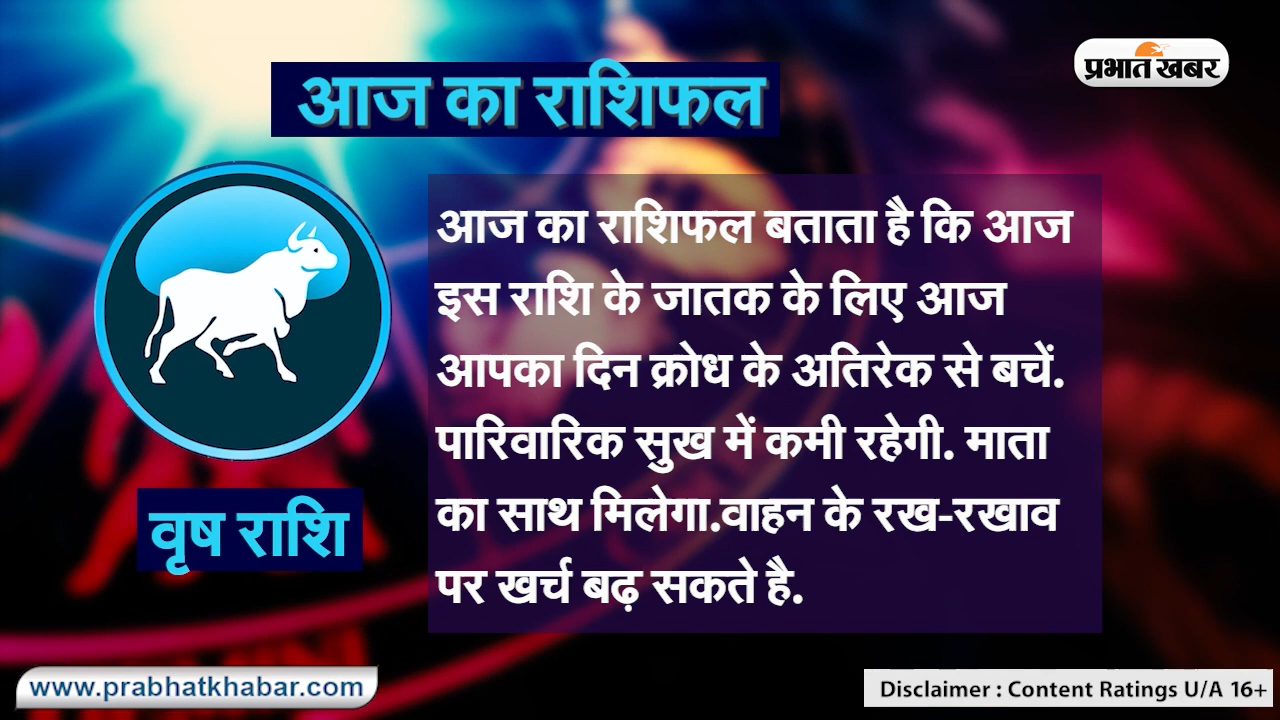 प्रभात खबर
आज का राशिफल
आज का राशिफल बताता है कि आज
इस राशि के जातक के लिए आज
आपका दिन क्रोध के अतिरेक से बचें.
पारिवारिक सुख में कमी रहेगी. माता
का साथ मिलेगा.वाहन के रख-रखाव
पर खर्च बढ़ सकते है.
वृष राशि
www.prabhatkhabar.com
Disclaimer : Content Ratings U/A 16+